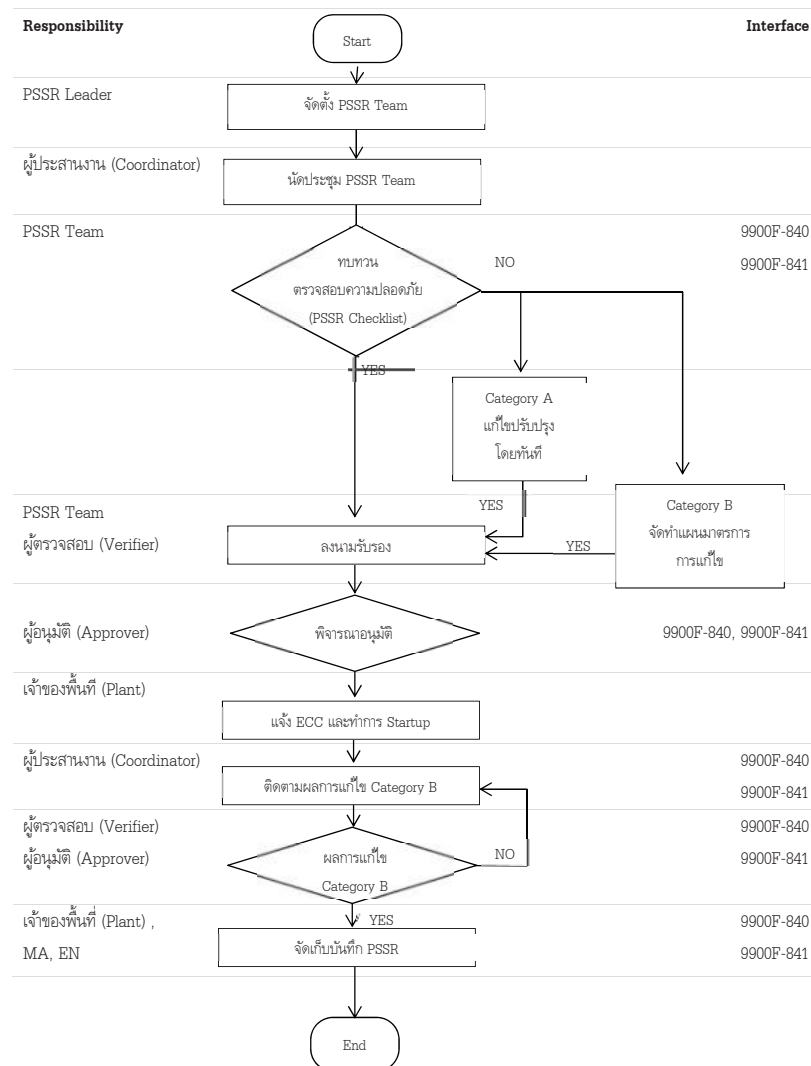 Responsibility
Interface
Start
PSSR Leader
จัดตั้ง PSSR Team
ผู้ประสานงาน (Coordinator)
นัดประชุม PSSR Team
PSSR Team
9900F-840
ทบทวน
NO
9900F-841
ตรวจสอบความปลอดภัย
(PSSR Checklist)
YES
Category A
แก้ไขปรับปรุง
โดยทันที
YES
Category B
จัดทำแผนมาตรการ
การแก้ไข
PSSR Team
ผู้ตรวจสอบ (Verifier)
ลงนามรับรอง
YES
ผู้อนุมัติ (Approver)
พิจารณาอนุมัติ
9900F-840, 9900F-841
เจ้าของพื้นที่ (Plant)
แจ้ง ECC และทำการ Startup
ผู้ประสานงาน (Coordinator)
9900F-840
ติดตามผลการแก้ไข Category B
9900F-841
ผู้ตรวจสอบ (Verifier)
9900F-840
ผู้อนุมัติ (Approver)
ผลการแก้ไข
NO
9900F-841
Category B
เจ้าของพื้นที่ (Plant) ,
YES
9900F-840
MA, EN
จัดเก็บบันทึก PSSR
9900F-841
End